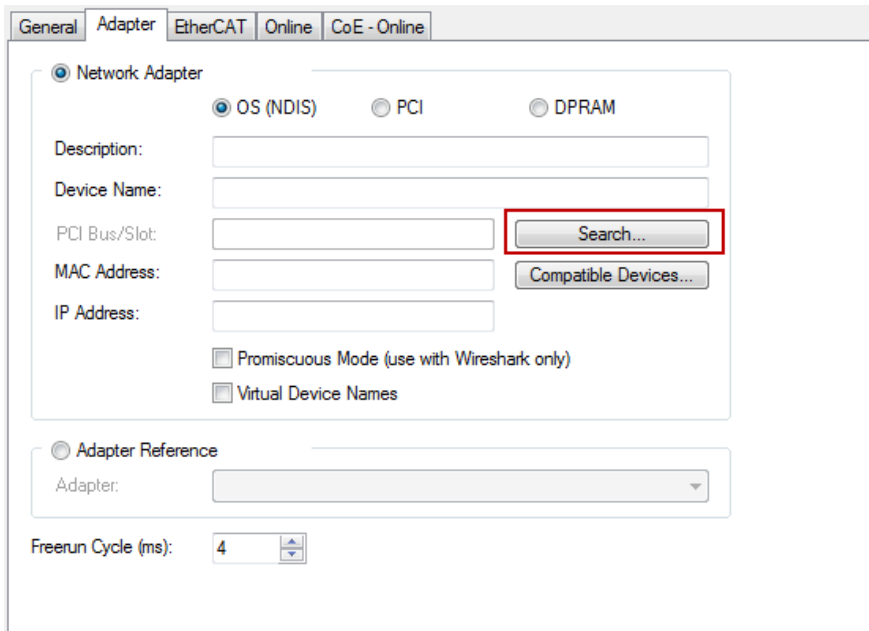 General Adapter EtherCAT Online CoE - Online
Network Adapter
OS (NDIS) PCI DPRAM
Description:
Device Name:
PCI Bus/Slot: Search...
MAC Address: Compatible Devices...
IP Address:
Promiscuous Mode (use with Wireshark only)
Virtual Device Names
Adapter Reference
Adapter:
Freerun Cycle (ms): 4